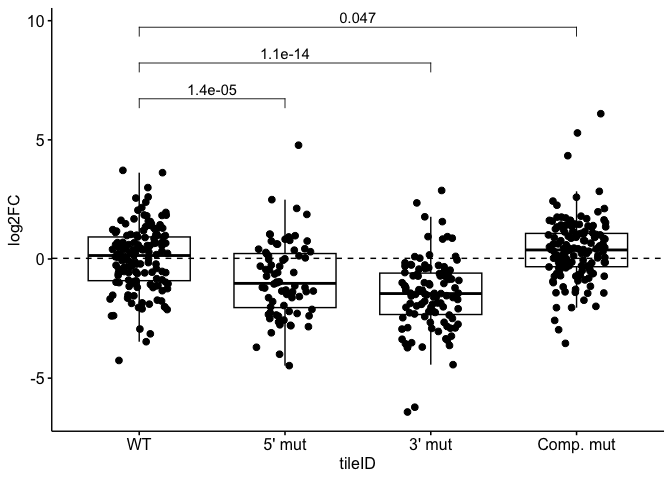 10
0.047
1.1e-14
1.4e-05
5
log2FC
0
-5
WT 5' mut 3' mut Comp. mut
tileID